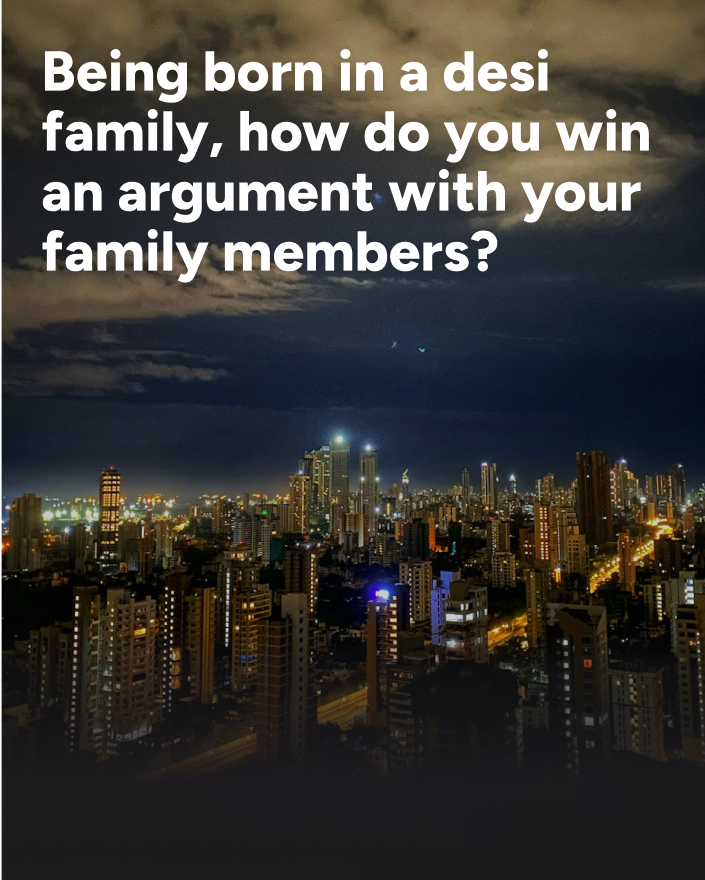 Being born in a desi
family, how do you win
an argument with your
family members?